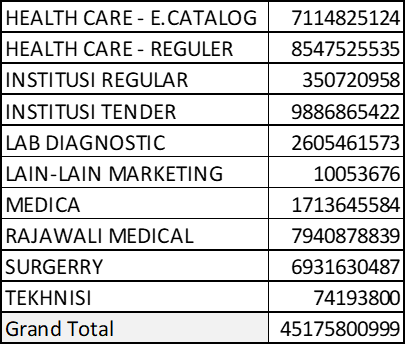 HEALTH CARE - E.CATALOG 7114825124
HEALTH CARE - REGULER 8547525535
INSTITUSI REGULAR 350720958
INSTITUSI TENDER 9886865422
LAB DIAGNOSTIC 2605461573
LAIN-LAIN MARKETING 10053676
MEDICA 1713645584
RAJAWALI MEDICAL 7940878839
SURGERRY 6931630487
TEKHNISI 74193800
Grand Total 45175800999